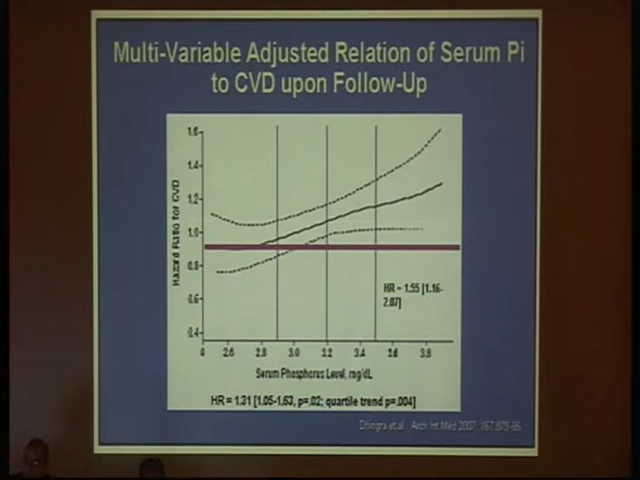 Multi-Variable Adjusted Relation of Serum Pi
to CVD upon Follow-Up
1.6
1.4
1.2
1.0
0.8
0.6
0.4
Hazard Ratio for CVD
HR = 1.55 [1.16-
2.07]
0 2.6 2.8 3.0 3.2 3.4 3.6 3.8
Serum Phosphorus Level, mg/dL
HR = 1.31 [1.05-1.63, p=.02; quartile trend p=.004]
Dhingra et.al. Arch Int Med 2007; 167:879-85.